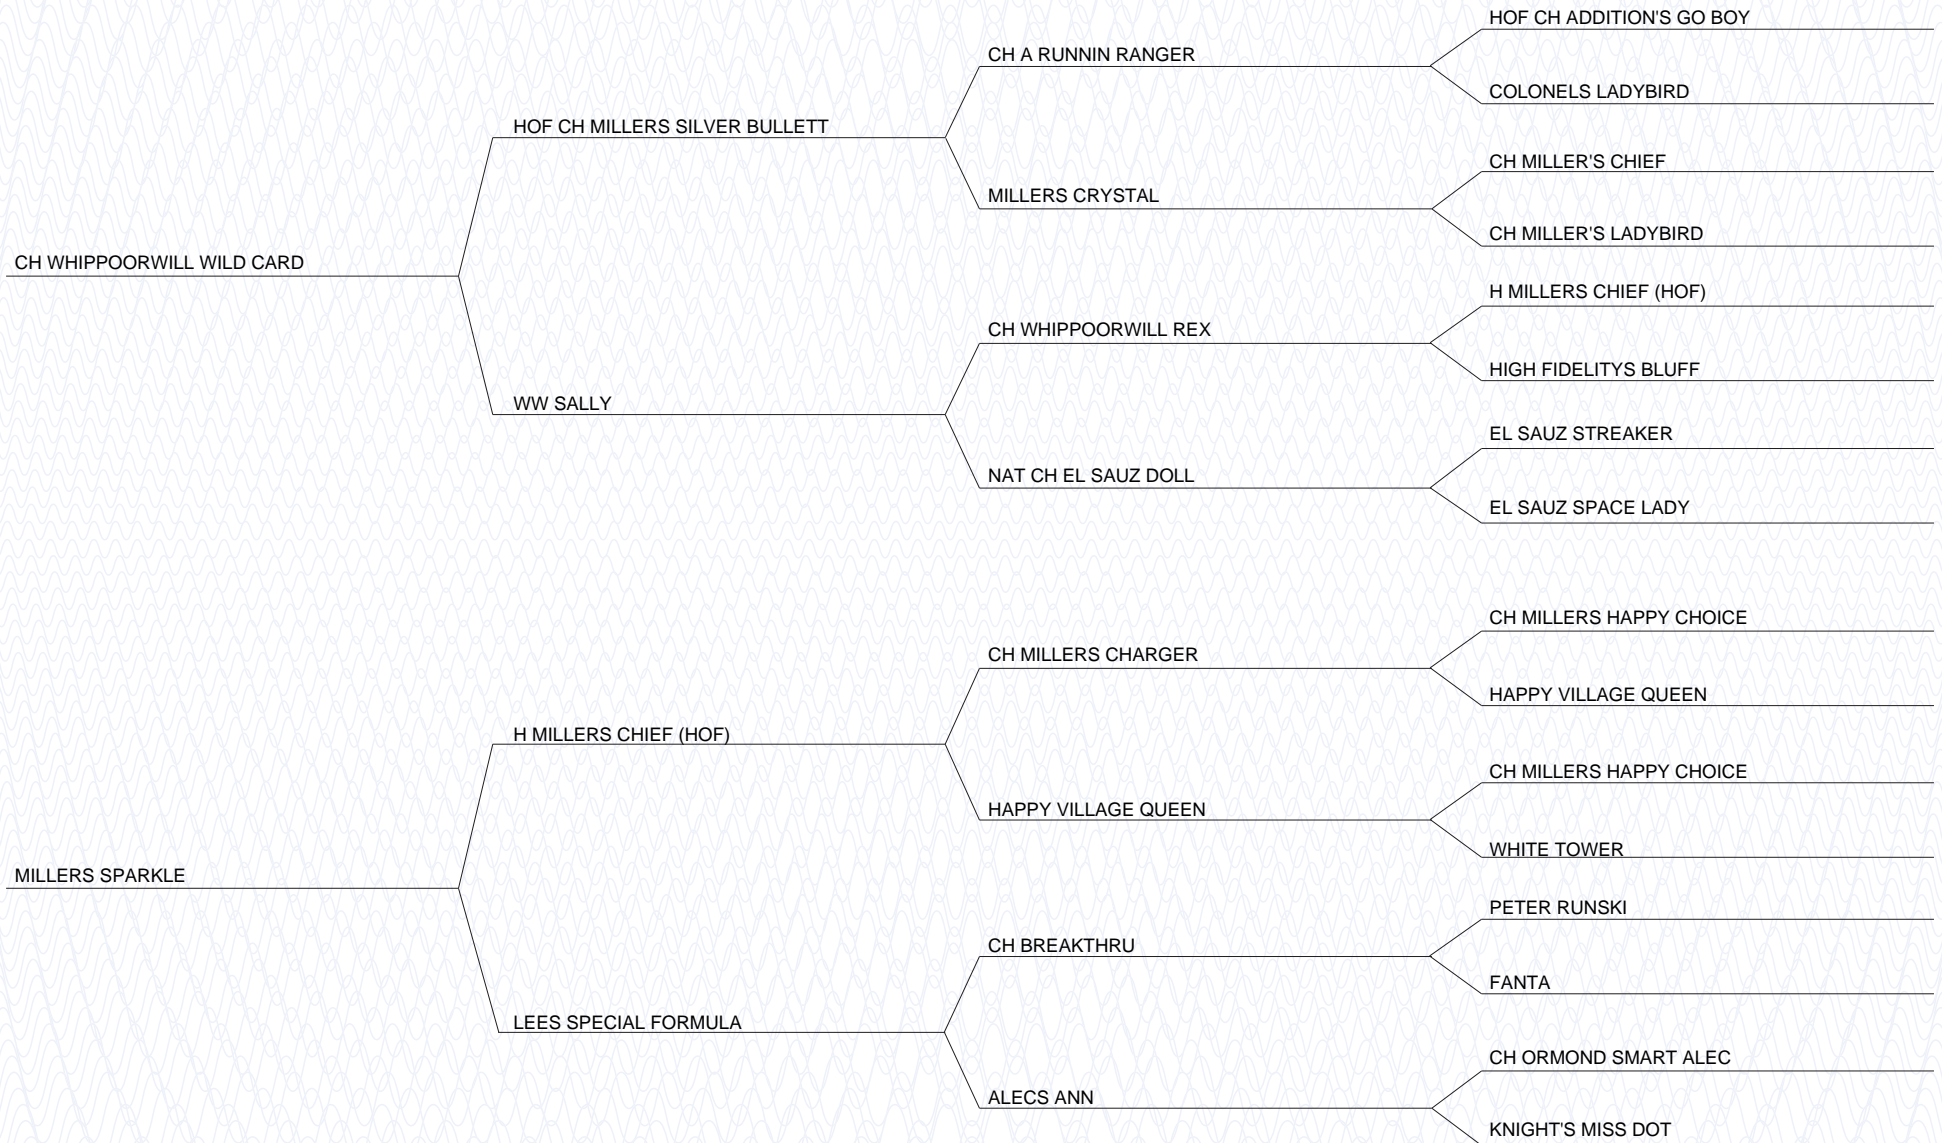 HOF CH ADDITION'S GO BOY
CH A RUNNIN RANGER
COLONELS LADYBIRD
HOF CH MILLERS SILVER BULLETT
CH MILLER'S CHIEF
MILLERS CRYSTAL
CH MILLER'S LADYBIRD
CH WHIPPOORWILL WILD CARD
H MILLERS CHIEF (HOF)
CH WHIPPOORWILL REX
HIGH FIDELITYS BLUFF
WW SALLY
EL SAUZ STREAKER
NAT CH EL SAUZ DOLL
EL SAUZ SPACE LADY
CH MILLERS HAPPY CHOICE
CH MILLERS CHARGER
HAPPY VILLAGE QUEEN
H MILLERS CHIEF (HOF)
CH MILLERS HAPPY CHOICE
HAPPY VILLAGE QUEEN
WHITE TOWER
MILLERS SPARKLE
PETER RUNSKI
CH BREAKTHRU
FANTA
LEES SPECIAL FORMULA
CH ORMOND SMART ALEC
ALECS ANN
KNIGHT'S MISS DOT